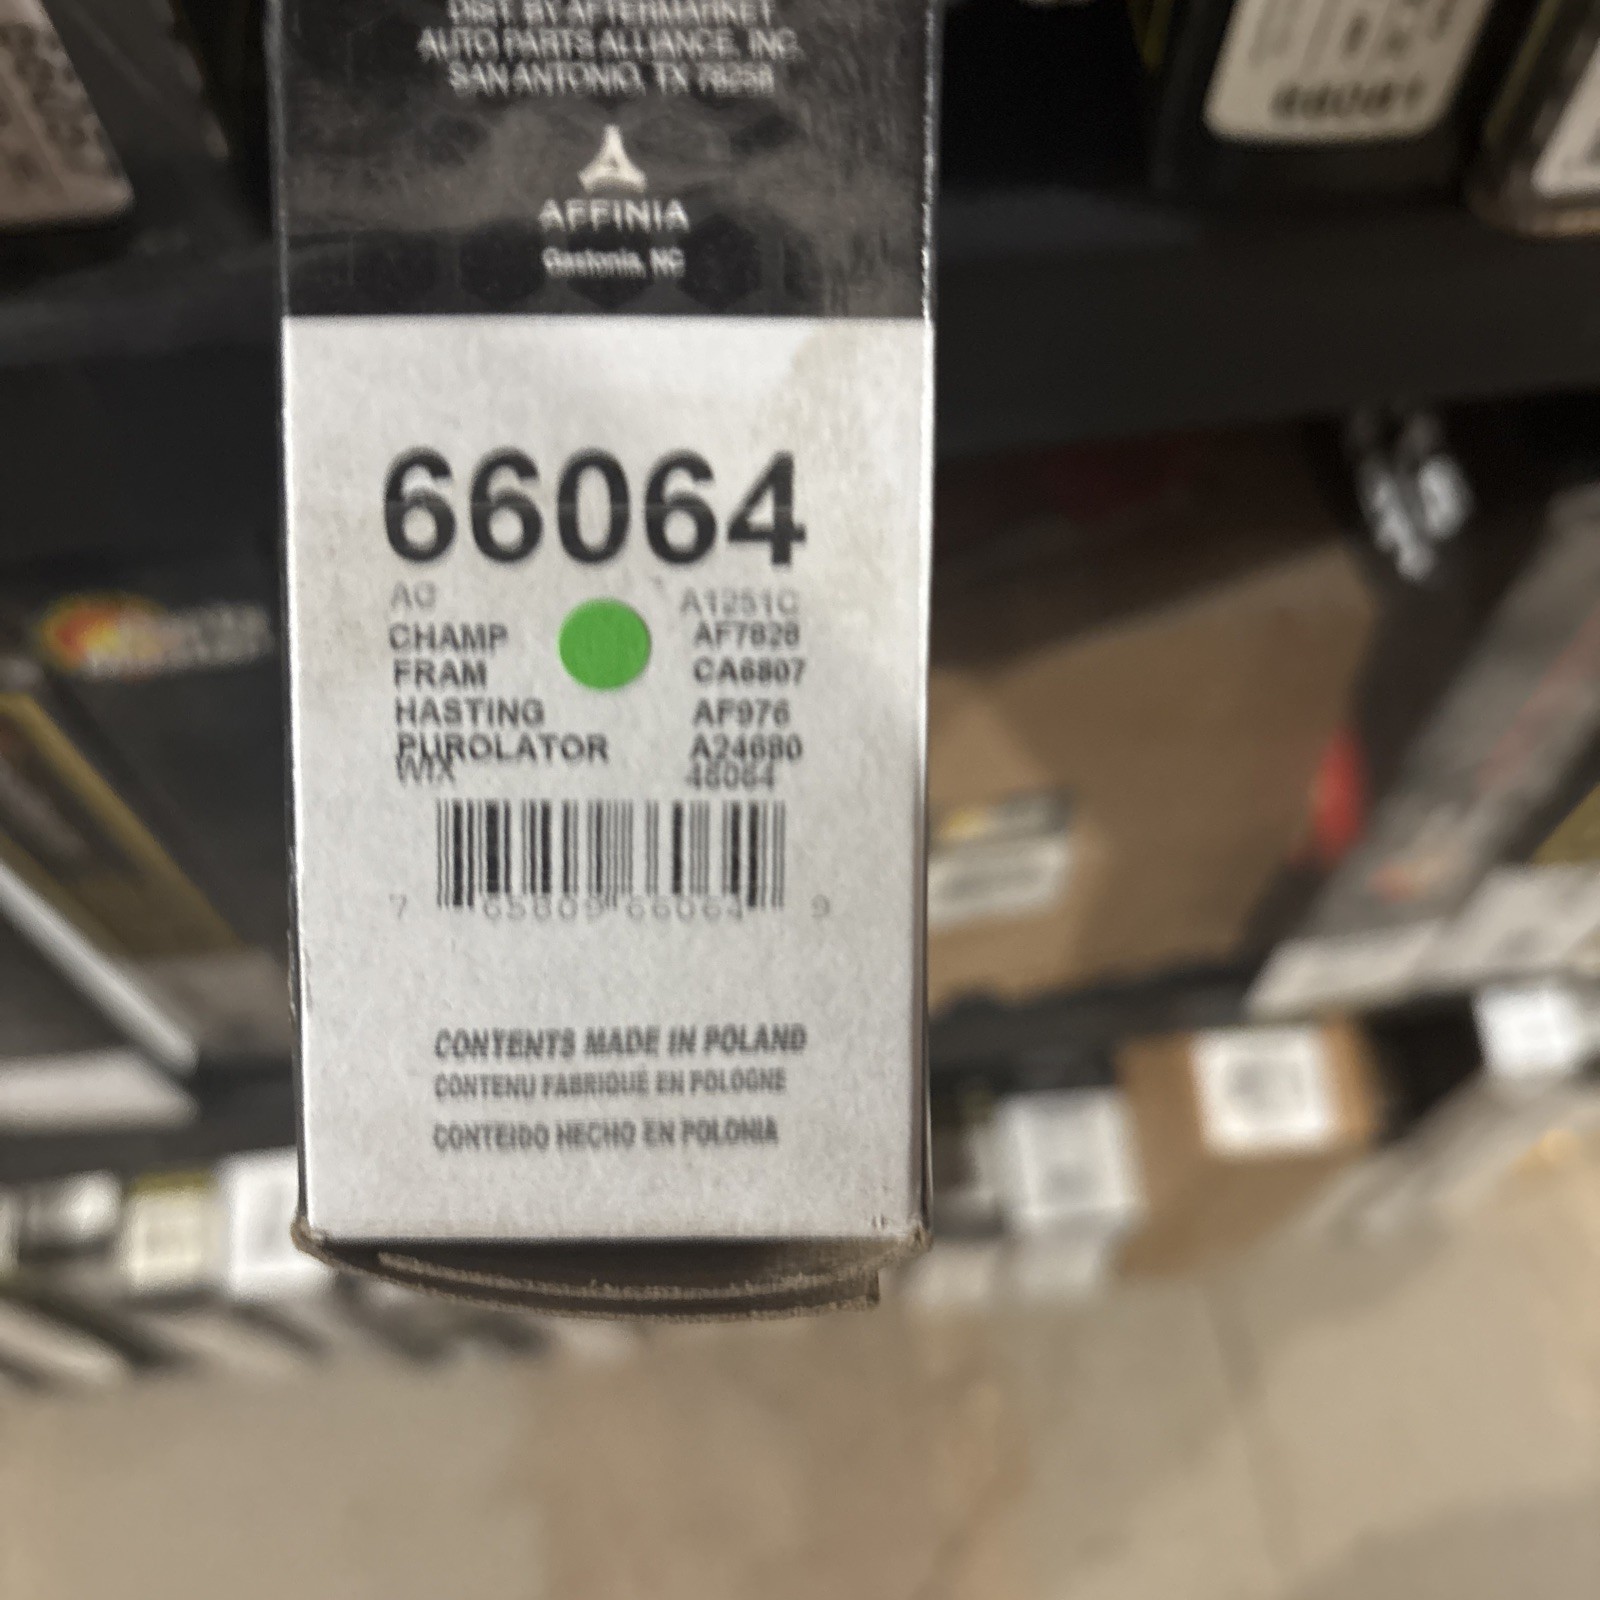 DIST. BY AFTERMARKET
AUTO PARTS ALLIANCE, INC.
SAN ANTONIO, TX 78258
AFFINIA
Gastonia, NC
66064
AC A1251C
CHAMP AF7828
FRAM CA6807
HASTING AF976
PUROLATOR A24680
WIX 46064
7 65809 66064 9
CONTENTS MADE IN POLAND
CONTENU FABRIQUÉ EN POLOGNE
CONTEIDO HECHO EN POLONIA
66081